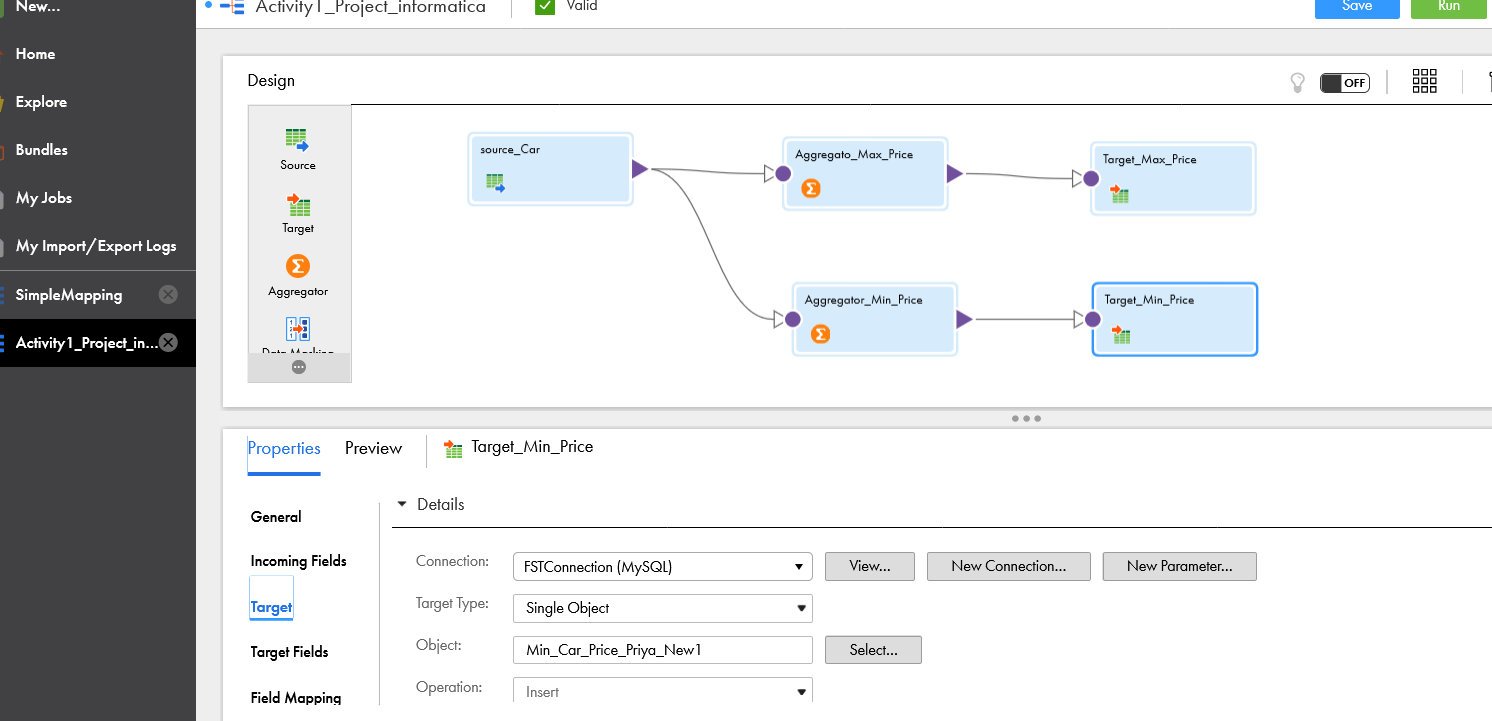 New...
Activity1_Project_informatica
Valid
Save
Run
Home
Explore
Bundles
My Jobs
My Import/Export Logs
SimpleMapping
Activity1_Project_in...
Design
OFF
Source
Target
Aggregator
Data Masking
source_Car
Aggregato_Max_Price
Target_Max_Price
Aggregator_Min_Price
Target_Min_Price
Properties
Preview
Target_Min_Price
General
Incoming Fields
Target
Target Fields
Field Mapping
Details
Connection:
FSTConnection (MySQL)
View...
New Connection...
New Parameter...
Target Type:
Single Object
Object:
Min_Car_Price_Priya_New1
Select...
Operation:
Insert